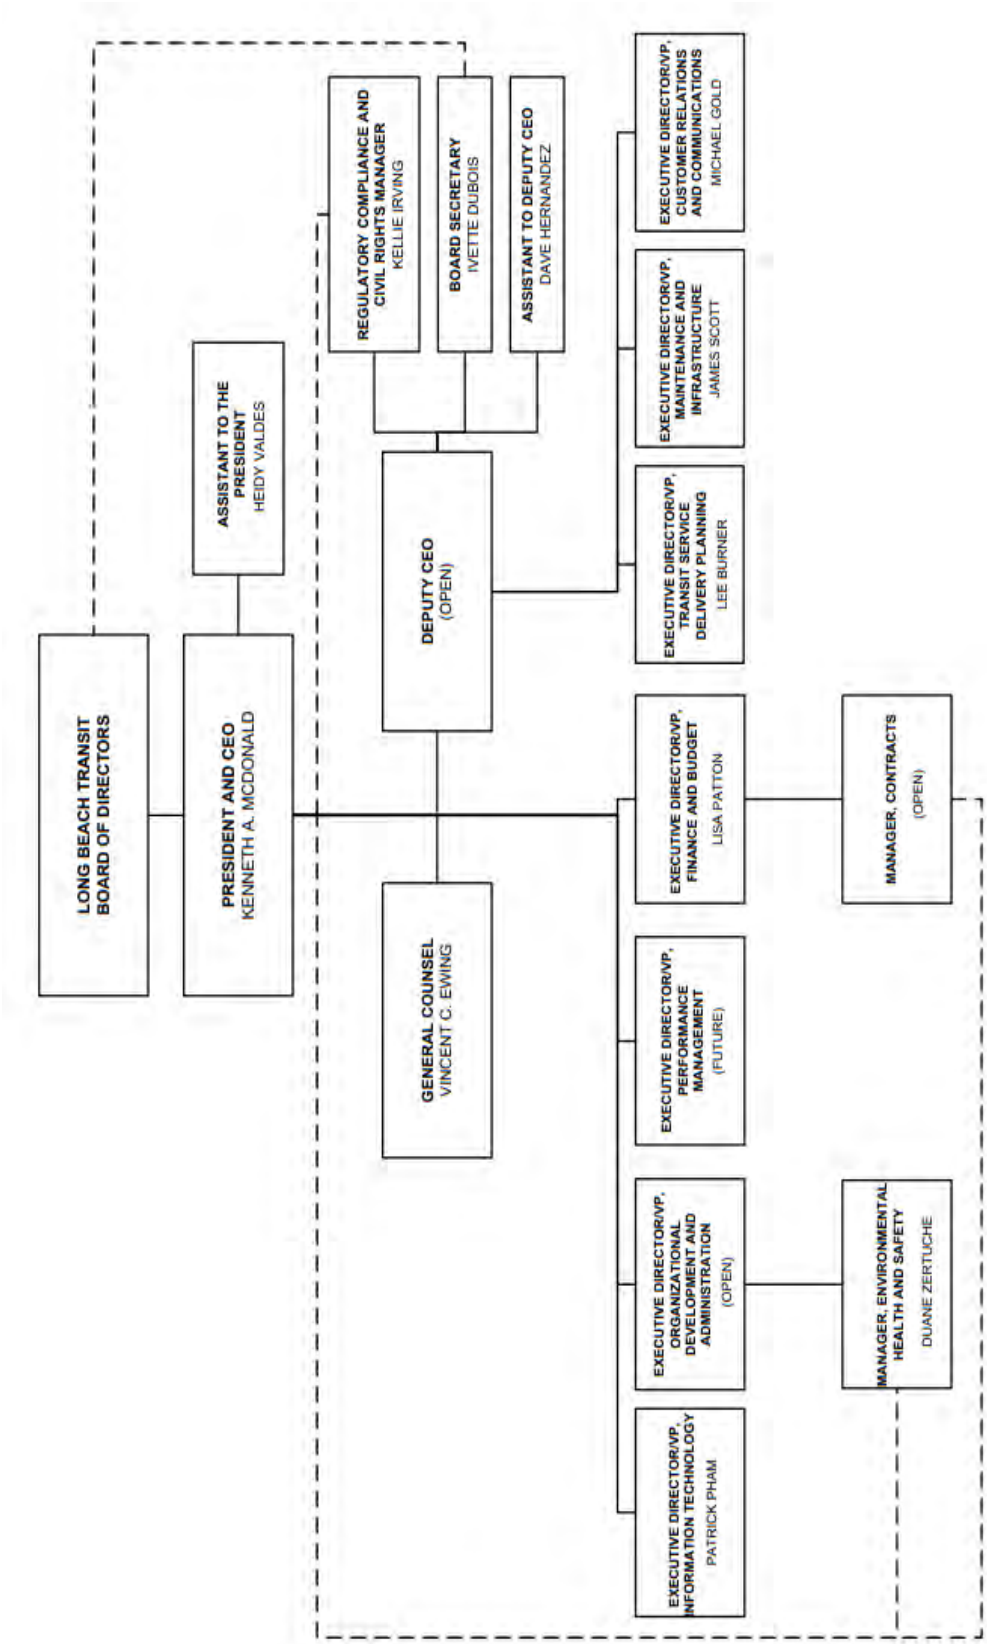 LONG BEACH TRANSIT
BOARD OF DIRECTORS
PRESIDENT AND CEO
KENNETH A. MCDONALD
ASSISTANT TO THE
PRESIDENT
HEIDY VALDES
GENERAL COUNSEL
VINCENT C. EWING
DEPUTY CEO
(OPEN)
REGULATORY COMPLIANCE AND
CIVIL RIGHTS MANAGER
KELLIE IRVING
BOARD SECRETARY
IVETTE DUBOIS
ASSISTANT TO DEPUTY CEO
DAVE HERNANDEZ
EXECUTIVE DIRECTOR/VP,
INFORMATION TECHNOLOGY
PATRICK PHAM
EXECUTIVE DIRECTOR/VP,
ORGANIZATIONAL
DEVELOPMENT AND
ADMINISTRATION
(OPEN)
EXECUTIVE DIRECTOR/VP,
PERFORMANCE
MANAGEMENT
(FUTURE)
EXECUTIVE DIRECTOR/VP,
FINANCE AND BUDGET
LISA PATTON
EXECUTIVE DIRECTOR/VP,
TRANSIT SERVICE
DELIVERY PLANNING
LEE BURNER
EXECUTIVE DIRECTOR/VP,
MAINTENANCE AND
INFRASTRUCTURE
JAMES SCOTT
EXECUTIVE DIRECTOR/VP,
CUSTOMER RELATIONS
AND COMMUNICATIONS
MICHAEL GOLD
MANAGER, ENVIRONMENTAL
HEALTH AND SAFETY
DUANE ZERTUCHE
MANAGER, CONTRACTS
(OPEN)